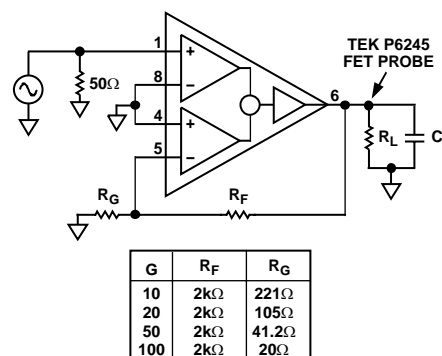 TEK P6245
FET PROBE
1
+
50Ω
8
−
4
+
5
−
6
R_L
C
R_G
R_F
G R_F R_G
10 2kΩ 221Ω
20 2kΩ 105Ω
50 2kΩ 41.2Ω
100 2kΩ 20Ω